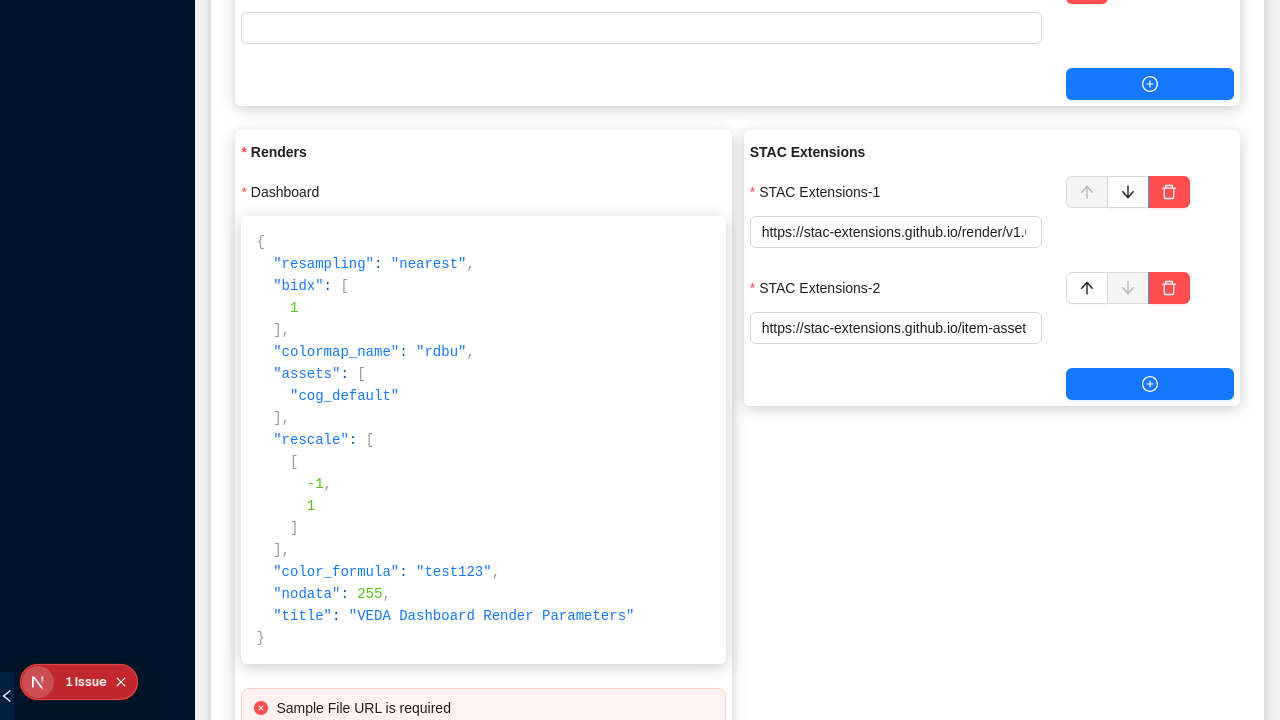 * Renders
* Dashboard
{
"resampling": "nearest",
"bidx": [
1
],
"colormap_name": "rdbu",
"assets": [
"cog_default"
],
"rescale": [
[
-1,
1
]
],
"color_formula": "test123",
"nodata": 255,
"title": "VEDA Dashboard Render Parameters"
}
Sample File URL is required
STAC Extensions
* STAC Extensions-1
https://stac-extensions.github.io/render/v1.
* STAC Extensions-2
https://stac-extensions.github.io/item-asset
1 Issue